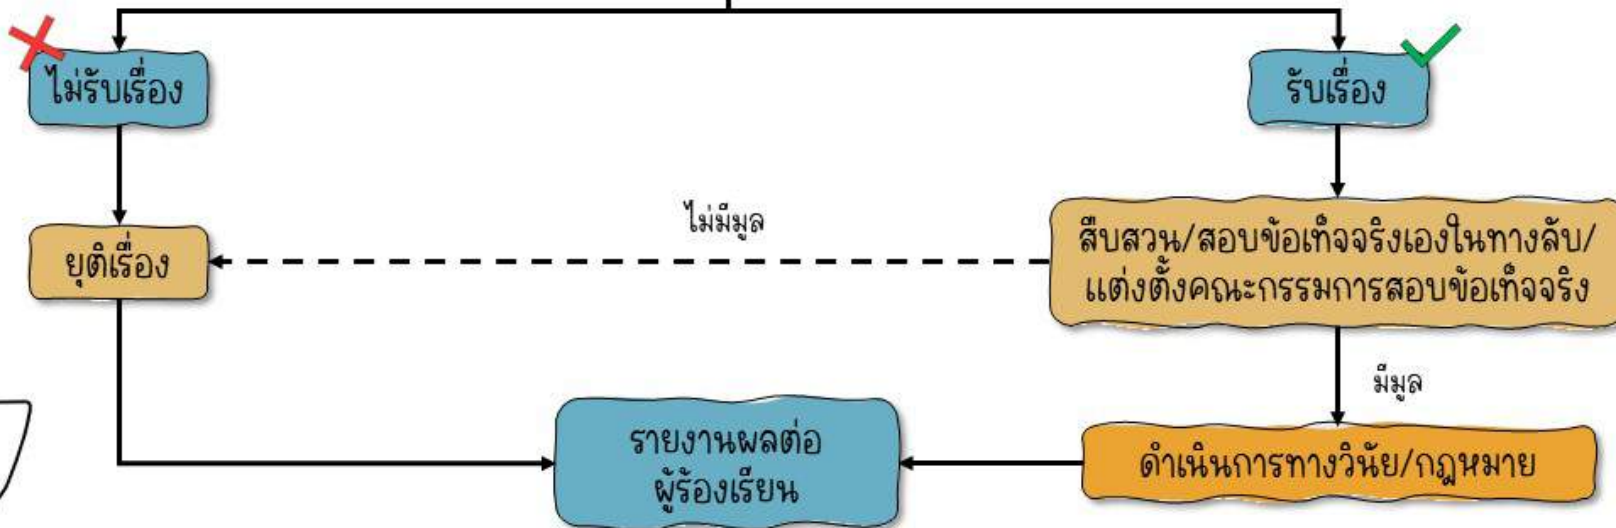 ไม่รับเรื่อง
รับเรื่อง
ไม่มีมูล
ยุติเรื่อง
สืบสวน/สอบข้อเท็จจริงเองในทางลับ/
แต่งตั้งคณะกรรมการสอบข้อเท็จจริง
มีมูล
รายงานผลต่อ
ผู้ร้องเรียน
ดำเนินการทางวินัย/กฎหมาย